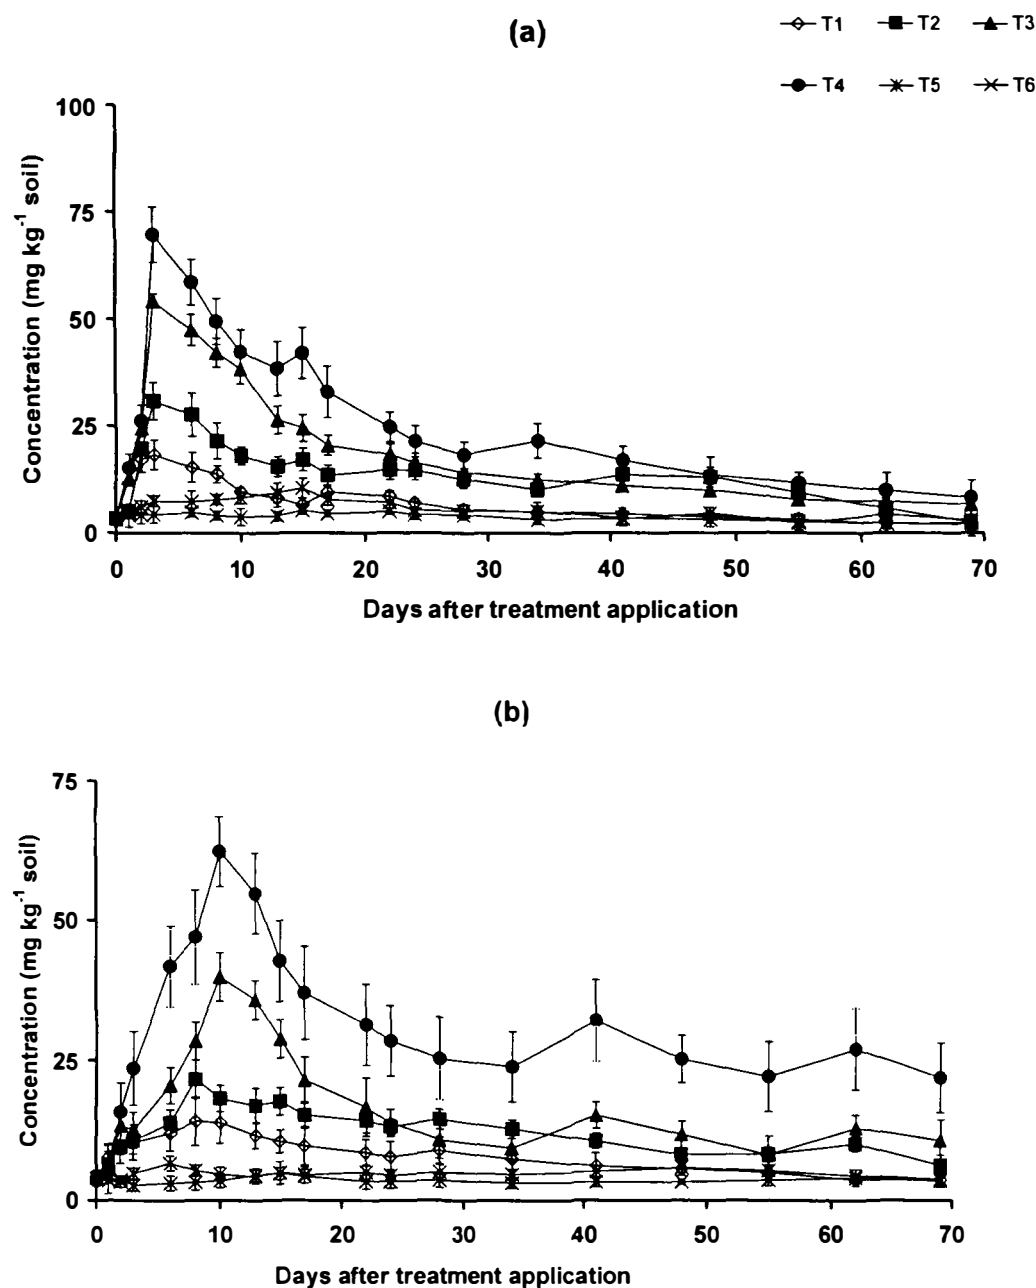 (a)
T1 T2 T3
T4 T5 T6
Concentration (mg kg⁻¹ soil)
100
75
50
25
0
0 10 20 30 40 50 60 70
Days after treatment application
(b)
Concentration (mg kg⁻¹ soil)
75
50
25
0
0 10 20 30 40 50 60 70
Days after treatment application